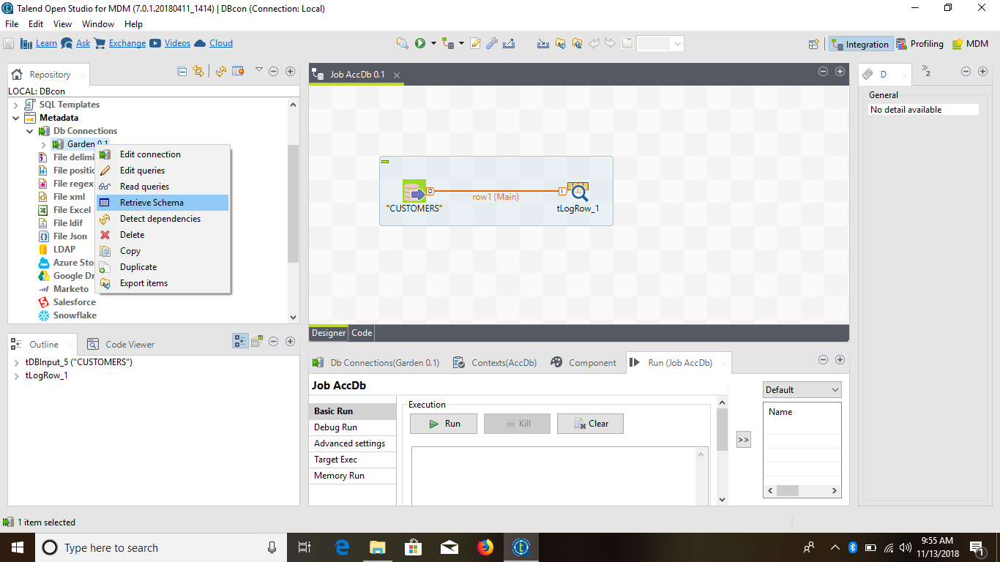 Talend Open Studio for MDM (7.0.1.20180411_1414) | DBcon (Connection: Local)
File Edit View Window Help
Learn Ask Exchange Videos Cloud
Integration Profiling MDM
Repository
LOCAL: DBcon
SQL Templates
Metadata
Db Connections
Garden 0.1
File delimi
File positio
File regex
File xml
File Excel
File ldif
File Json
LDAP
Azure Sto
Google Dr
Marketo
Salesforce
Snowflake
Edit connection
Edit queries
Read queries
Retrieve Schema
Detect dependencies
Delete
Copy
Duplicate
Export items
Job AccDb 0.1
"CUSTOMERS"
row1 (Main)
tLogRow_1
Designer Code
D
2
General
No detail available
Outline
Code Viewer
tDBInput_5 ("CUSTOMERS")
tLogRow_1
Db Connections(Garden 0.1) Contexts(AccDb) Component Run (Job AccDb)
Job AccDb
Basic Run
Debug Run
Advanced settings
Target Exec
Memory Run
Execution
Run Kill Clear
>>
Default
Name
1 item selected
Type here to search
9:55 AM
11/13/2018
1